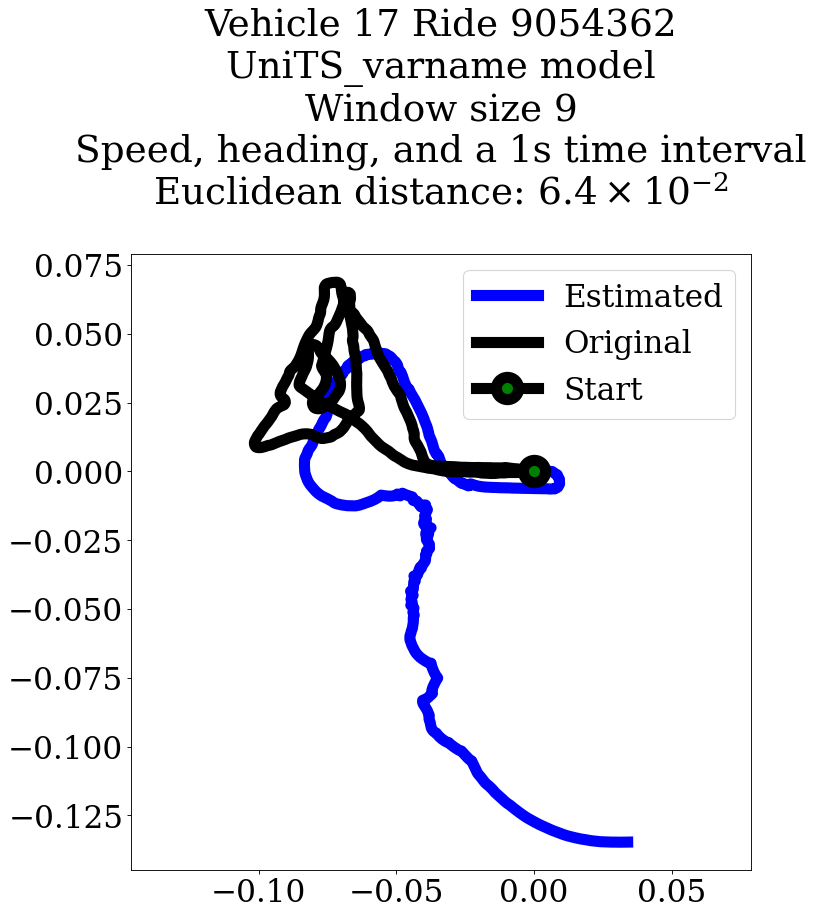 Vehicle 17 Ride 9054362
UniTS_varname model
Window size 9
Speed, heading, and a 1s time interval
Euclidean distance: 6.4 × 10⁻²
0.075
0.050
0.025
0.000
−0.025
−0.050
−0.075
−0.100
−0.125
Estimated
Original
Start
−0.10 −0.05 0.00 0.05